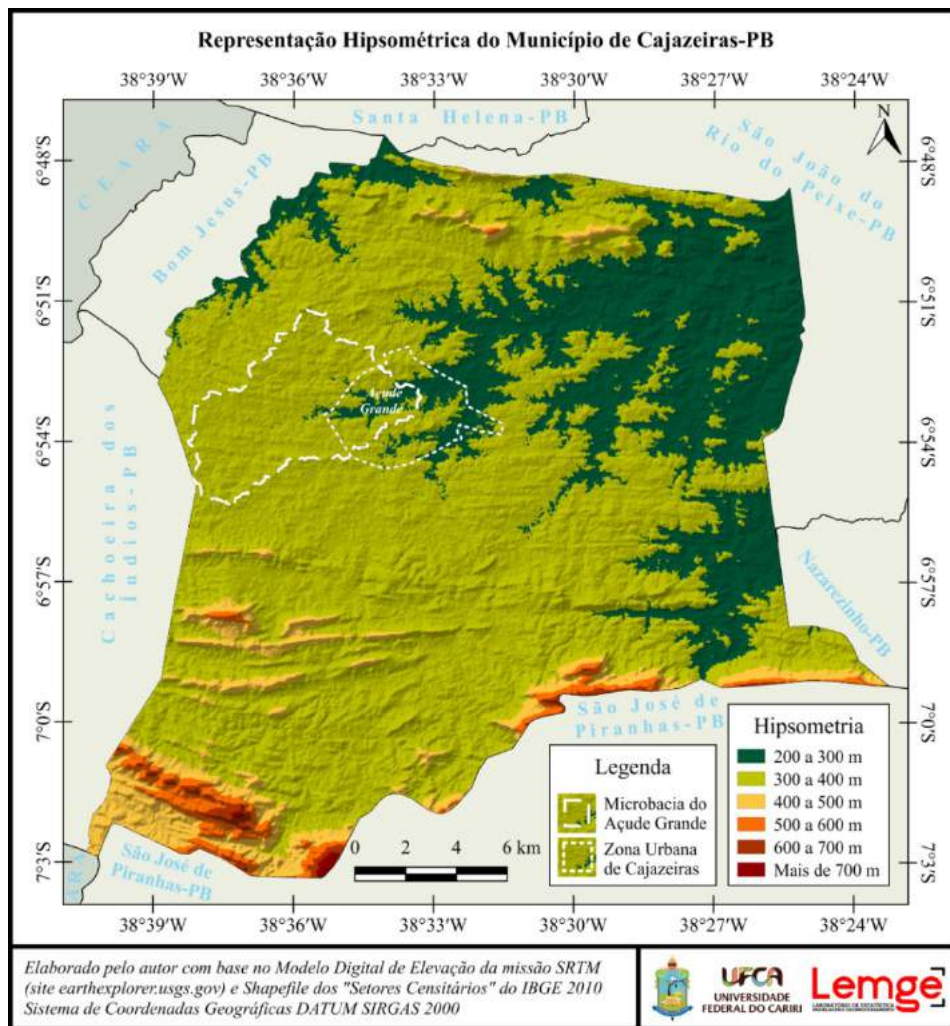 Representação Hipsométrica do Município de Cajazeiras-PB
38°39'W 38°36'W 38°33'W 38°30'W 38°27'W 38°24'W
Santa Helena-PB
São João do
Rio do Peixe-PB
N
CEARÁ
Bom Jesus-PB
6°48'S 6°48'S
6°51'S 6°51'S
Açude
Grande
6°54'S 6°54'S
Cachoeira dos
Índios-PB
6°57'S 6°57'S
Nazarezinho-PB
São José de
Piranhas-PB
7°0'S 7°0'S
Legenda
Microbacia do
Açude Grande
Zona Urbana
de Cajazeiras
Hipsometria
200 a 300 m
300 a 400 m
400 a 500 m
500 a 600 m
600 a 700 m
Mais de 700 m
0 2 4 6 km
7°3'S 7°3'S
São José de
Piranhas-PB
38°39'W 38°36'W 38°33'W 38°30'W 38°27'W 38°24'W
Elaborado pelo autor com base no Modelo Digital de Elevação da missão SRTM
(site earthexplorer.usgs.gov) e Shapefile dos "Setores Censitários" do IBGE 2010
Sistema de Coordenadas Geográficas DATUM SIRGAS 2000
UFCA
UNIVERSIDADE
FEDERAL DO CARIRI
Lemge